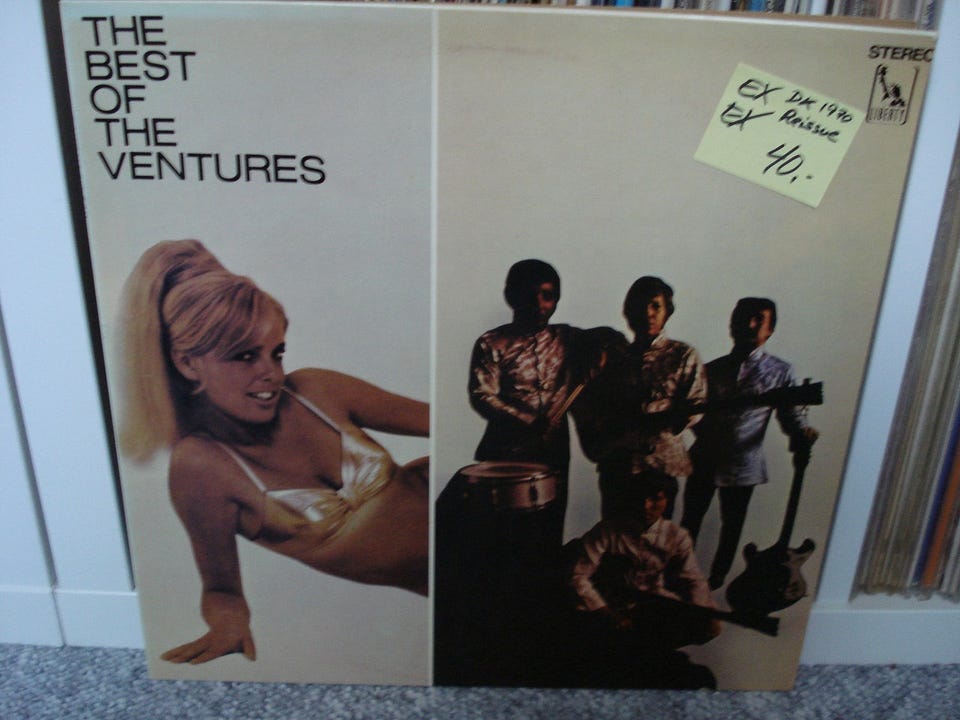 THE
BEST
OF
THE
VENTURES
STEREO
LIBERTY
EX DK 1970
EX Reissue
40,-